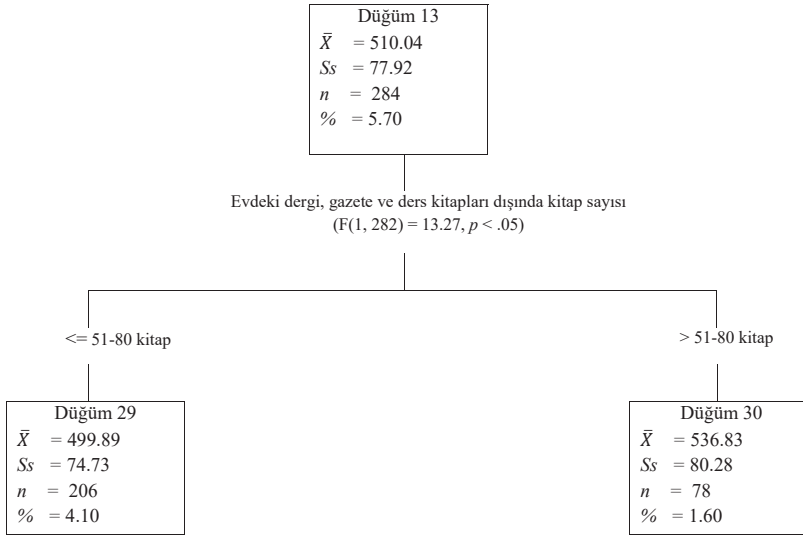 Düğüm 13
X̄ = 510.04
Ss = 77.92
n = 284
% = 5.70
Evdeki dergi, gazete ve ders kitapları dışında kitap sayısı
(F(1, 282) = 13.27, p < .05)
<= 51-80 kitap
> 51-80 kitap
Düğüm 29
X̄ = 499.89
Ss = 74.73
n = 206
% = 4.10
Düğüm 30
X̄ = 536.83
Ss = 80.28
n = 78
% = 1.60